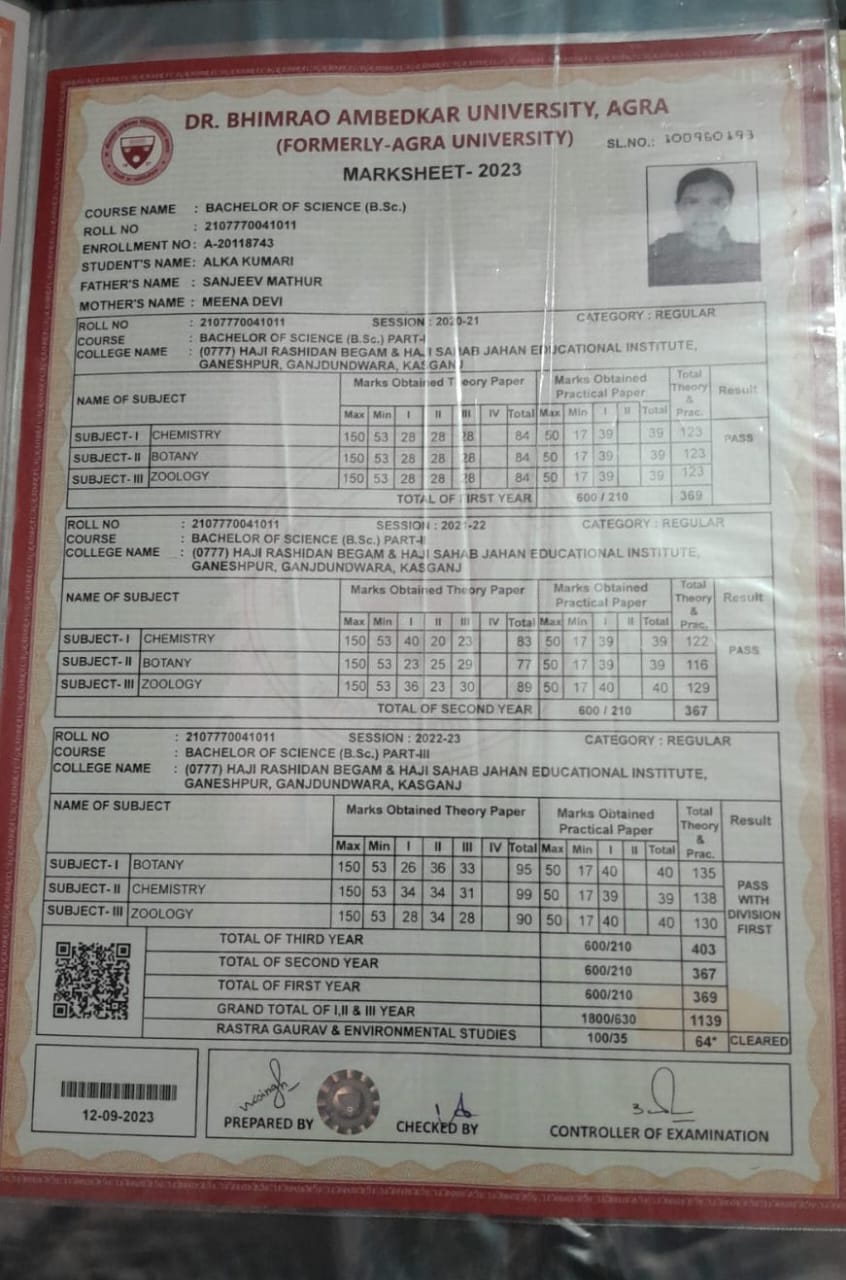 DR. BHIMRAO AMBEDKAR UNIVERSITY, AGRA
(FORMERLY-AGRA UNIVERSITY)
SL.NO.: 100960193
MARKSHEET- 2023
COURSE NAME : BACHELOR OF SCIENCE (B.Sc.)
ROLL NO : 2107770041011
ENROLLMENT NO: A-20118743
STUDENT'S NAME: ALKA KUMARI
FATHER'S NAME : SANJEEV MATHUR
MOTHER'S NAME : MEENA DEVI
ROLL NO : 2107770041011 SESSION : 2020-21 CATEGORY : REGULAR
COURSE : BACHELOR OF SCIENCE (B.Sc.) PART-I
COLLEGE NAME : (0777) HAJI RASHIDAN BEGAM & HAJI SAHAB JAHAN EDUCATIONAL INSTITUTE,
GANESHPUR, GANJDUNDWARA, KASGANJ
NAME OF SUBJECT Marks Obtained Theory Paper Marks Obtained Practical Paper Total Theory & Prac. Result
Max Min I II III IV Total Max Min I II Total
SUBJECT- I CHEMISTRY 150 53 28 28 28 84 50 17 39 39 123 PASS
SUBJECT- II BOTANY 150 53 28 28 28 84 50 17 39 39 123
SUBJECT- III ZOOLOGY 150 53 28 28 28 84 50 17 39 39 123
TOTAL OF FIRST YEAR 600 / 210 369
ROLL NO : 2107770041011 SESSION : 2021-22 CATEGORY : REGULAR
COURSE : BACHELOR OF SCIENCE (B.Sc.) PART-II
COLLEGE NAME : (0777) HAJI RASHIDAN BEGAM & HAJI SAHAB JAHAN EDUCATIONAL INSTITUTE,
GANESHPUR, GANJDUNDWARA, KASGANJ
NAME OF SUBJECT Marks Obtained Theory Paper Marks Obtained Practical Paper Total Theory & Prac. Result
Max Min I II III IV Total Max Min I II Total
SUBJECT- I CHEMISTRY 150 53 40 20 23 83 50 17 39 39 122 PASS
SUBJECT- II BOTANY 150 53 23 25 29 77 50 17 39 39 116
SUBJECT- III ZOOLOGY 150 53 36 23 30 89 50 17 40 40 129
TOTAL OF SECOND YEAR 600 / 210 367
ROLL NO : 2107770041011 SESSION : 2022-23 CATEGORY : REGULAR
COURSE : BACHELOR OF SCIENCE (B.Sc.) PART-III
COLLEGE NAME : (0777) HAJI RASHIDAN BEGAM & HAJI SAHAB JAHAN EDUCATIONAL INSTITUTE,
GANESHPUR, GANJDUNDWARA, KASGANJ
NAME OF SUBJECT Marks Obtained Theory Paper Marks Obtained Practical Paper Total Theory & Prac. Result
Max Min I II III IV Total Max Min I II Total
SUBJECT- I BOTANY 150 53 26 36 33 95 50 17 40 40 135 PASS WITH DIVISION FIRST
SUBJECT- II CHEMISTRY 150 53 34 34 31 99 50 17 39 39 138
SUBJECT- III ZOOLOGY 150 53 28 34 28 90 50 17 40 40 130
TOTAL OF THIRD YEAR 600/210 403
TOTAL OF SECOND YEAR 600/210 367
TOTAL OF FIRST YEAR 600/210 369
GRAND TOTAL OF I,II & III YEAR 1800/630 1139
RASTRA GAURAV & ENVIRONMENTAL STUDIES 100/35 64* CLEARED
12-09-2023
PREPARED BY
CHECKED BY
CONTROLLER OF EXAMINATION